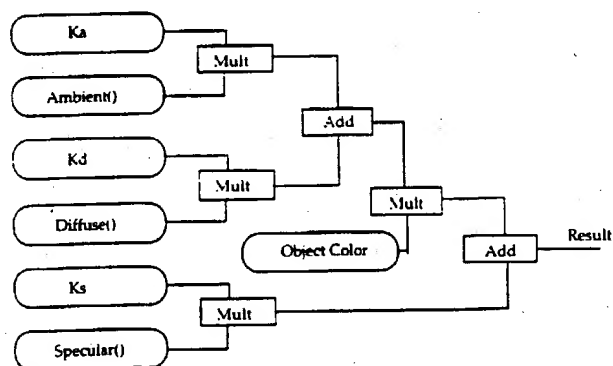 Ka
Mult
Ambient()
Add
Kd
Mult
Mult
Diffuse()
Object Color
Add
Result
Ks
Mult
Specular()